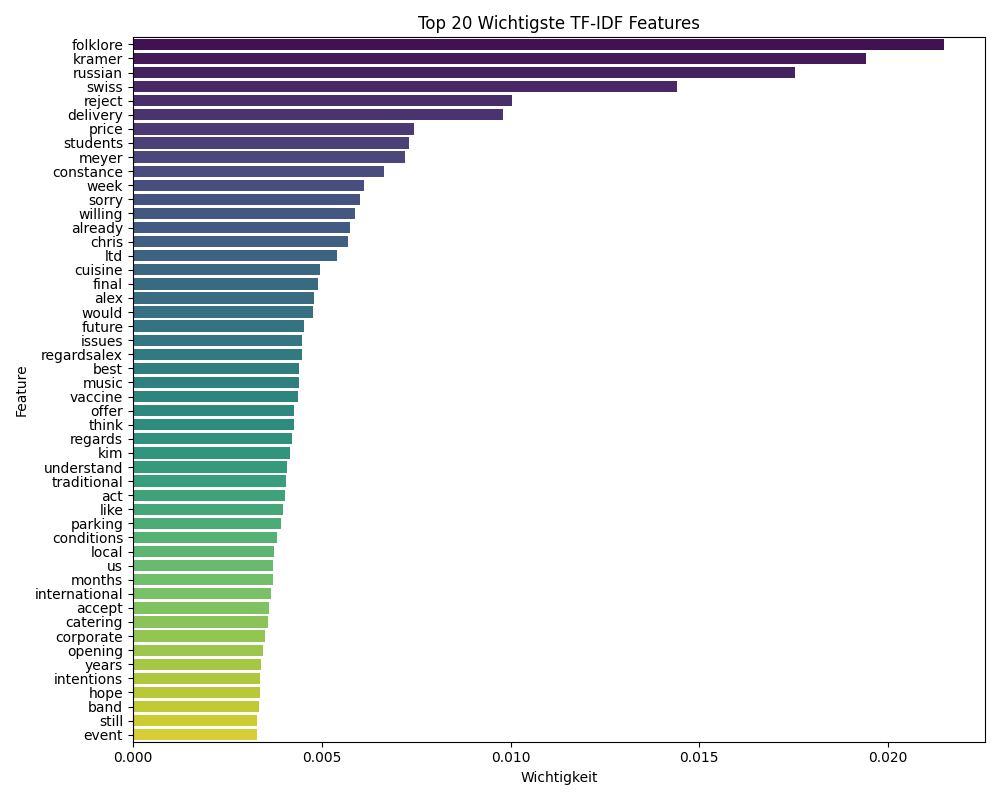 Top 20 Wichtigste TF-IDF Features
folklore
kramer
russian
swiss
reject
delivery
price
students
meyer
constance
week
sorry
willing
already
chris
ltd
cuisine
final
alex
would
future
issues
regardsalex
best
music
vaccine
offer
think
regards
kim
understand
traditional
act
like
parking
conditions
local
us
months
international
accept
catering
corporate
opening
years
intentions
hope
band
still
event
Feature
0.000 0.005 0.010 0.015 0.020
Wichtigkeit